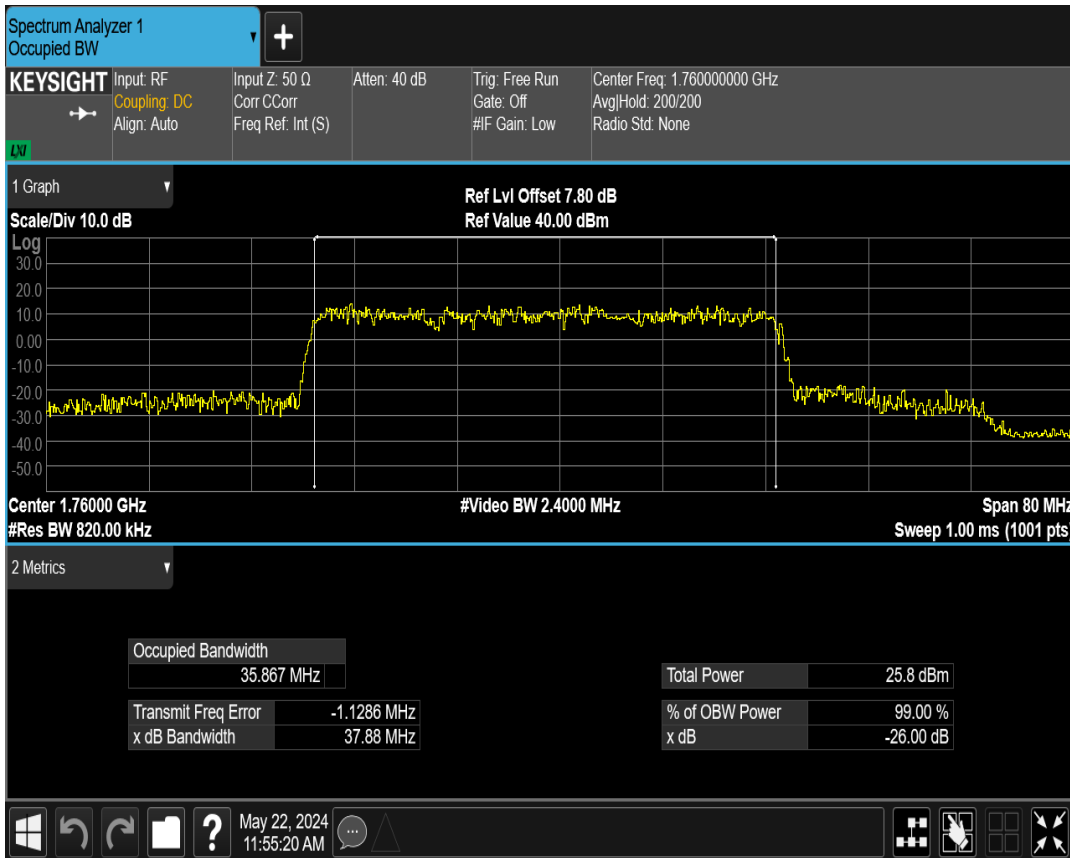 Spectrum Analyzer 1
Occupied BW
+
KEYSIGHT
LXI
Input: RF
Coupling: DC
Align: Auto
Input Z: 50 Ω
Corr CCorr
Freq Ref: Int (S)
Atten: 40 dB
Trig: Free Run
Gate: Off
#IF Gain: Low
Center Freq: 1.760000000 GHz
Avg|Hold: 200/200
Radio Std: None
1 Graph
Scale/Div 10.0 dB
Ref Lvl Offset 7.80 dB
Ref Value 40.00 dBm
Log
30.0
20.0
10.0
0.00
-10.0
-20.0
-30.0
-40.0
-50.0
Center 1.76000 GHz
#Video BW 2.4000 MHz
Span 80 MHz
#Res BW 820.00 kHz
Sweep 1.00 ms (1001 pts)
2 Metrics
Occupied Bandwidth
35.867 MHz
Transmit Freq Error -1.1286 MHz
x dB Bandwidth 37.88 MHz
Total Power 25.8 dBm
% of OBW Power 99.00 %
x dB -26.00 dB
?
May 22, 2024
11:55:20 AM